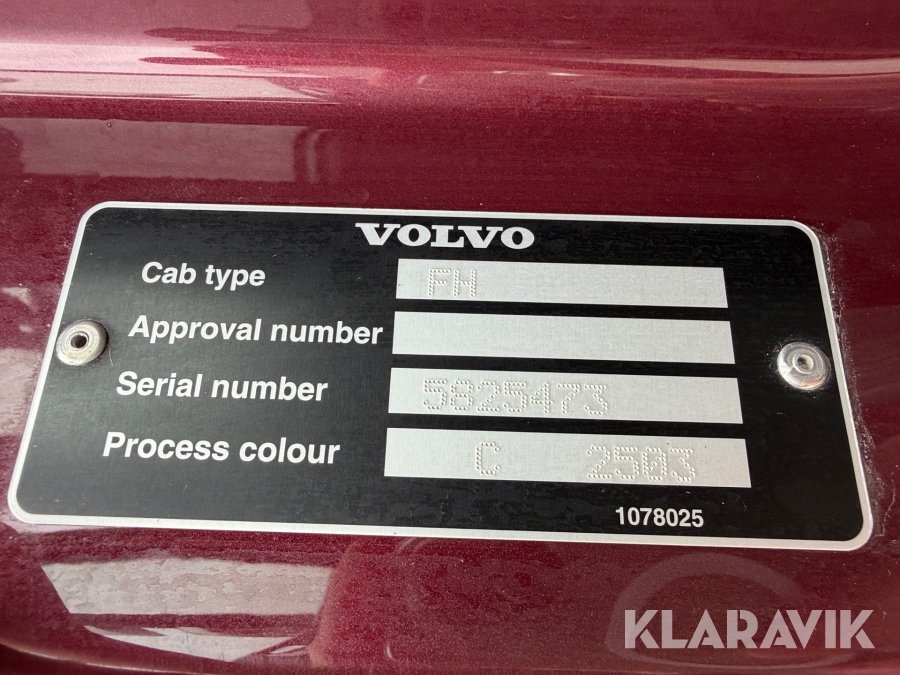 VOLVO
Cab type FH
Approval number
Serial number 5825473
Process colour C 2503
1078025
KLARAVIK